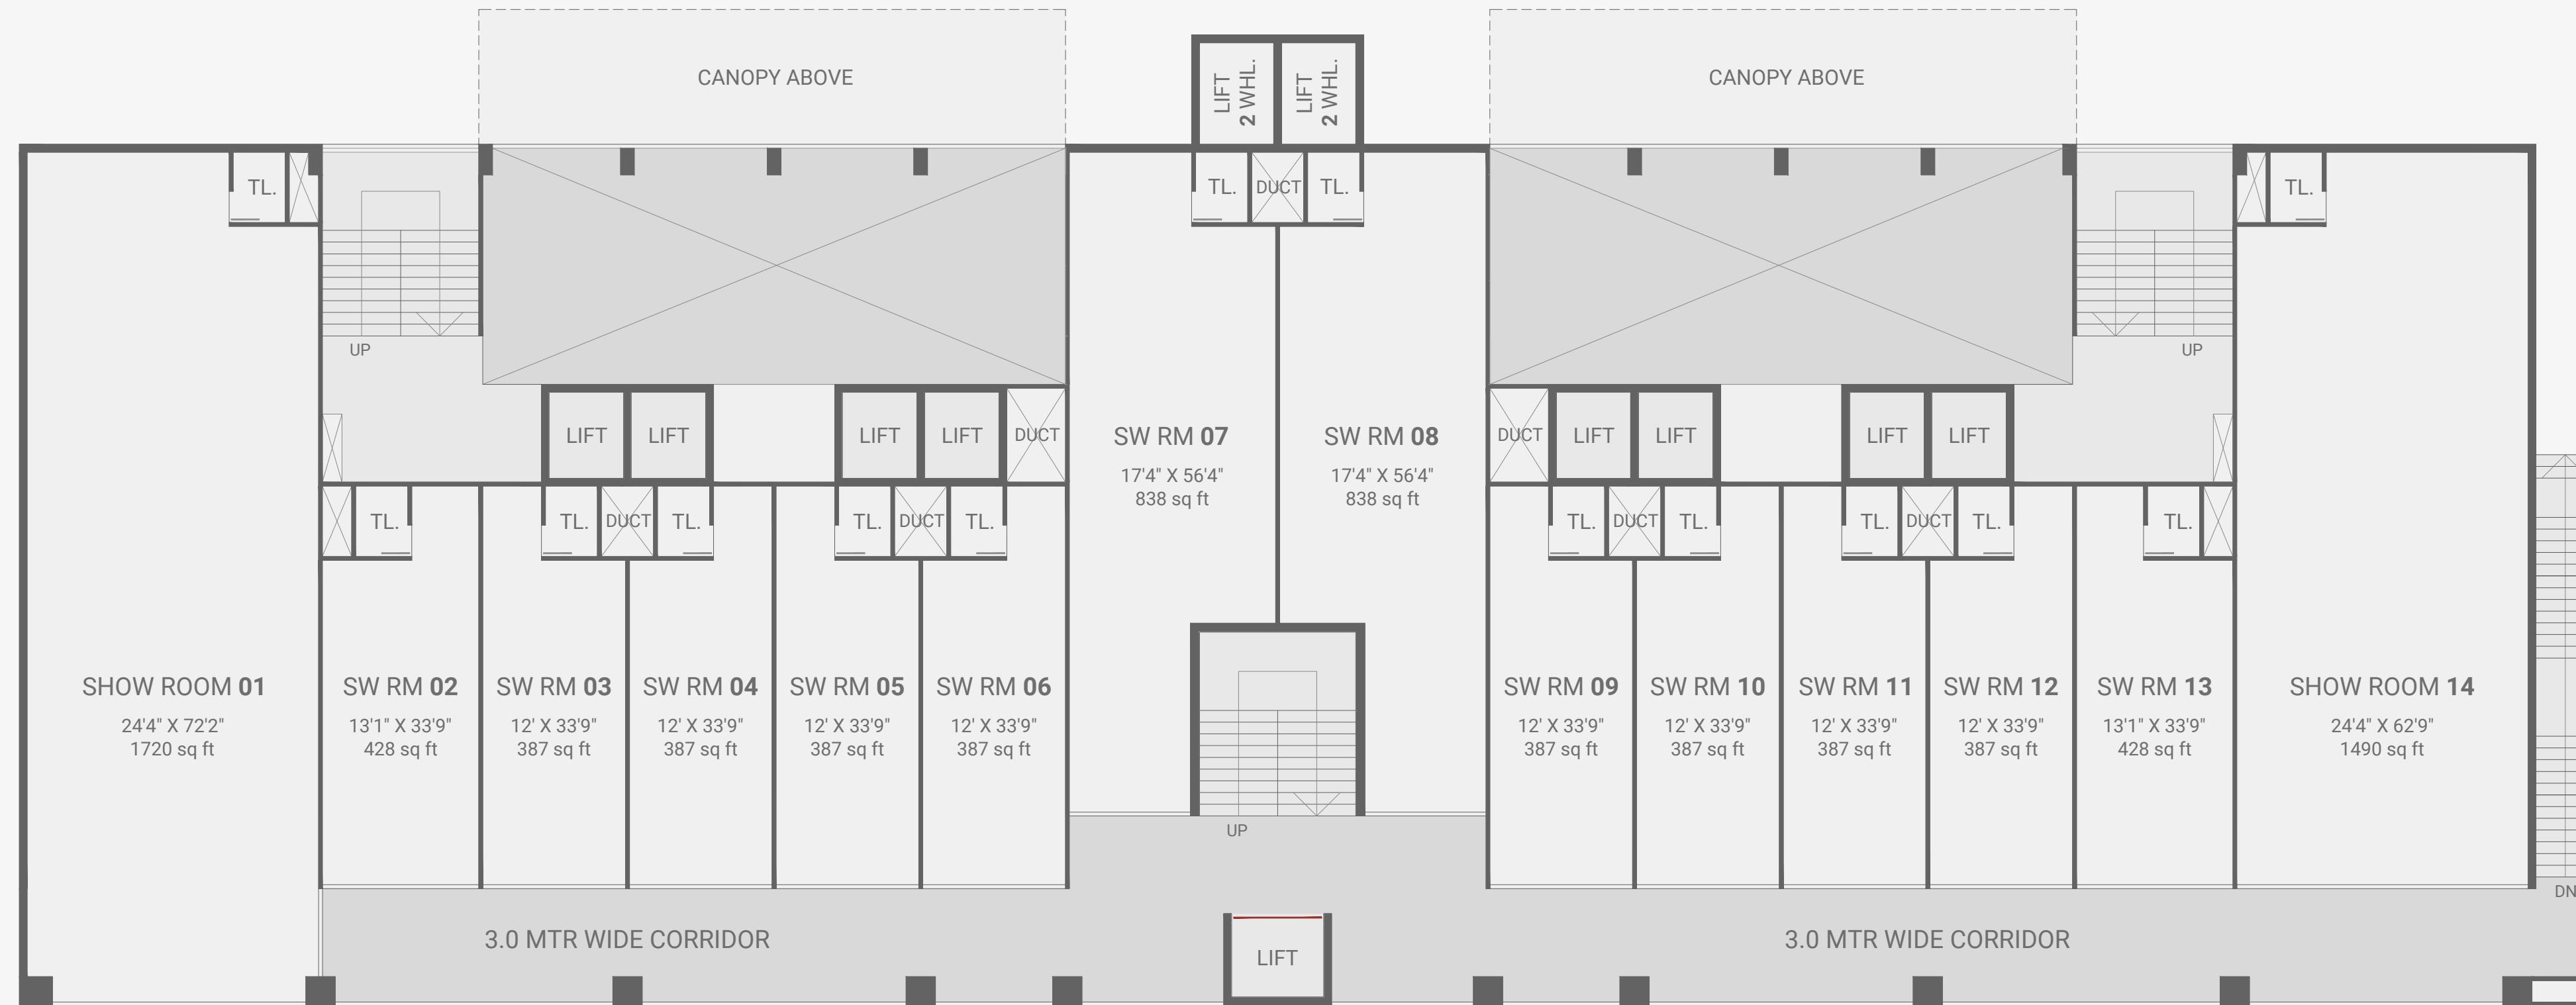 CANOPY ABOVE
LIFT
2 WHL.
LIFT
2 WHL.
CANOPY ABOVE
TL.
TL.
DUCT
TL.
TL.
UP
UP
LIFT
LIFT
LIFT
LIFT
DUCT
SW RM 07
17'4" X 56'4"
838 sq ft
SW RM 08
17'4" X 56'4"
838 sq ft
DUCT
LIFT
LIFT
LIFT
LIFT
TL.
TL.
DUCT
TL.
TL.
DUCT
TL.
TL.
DUCT
TL.
TL.
DUCT
TL.
TL.
SHOW ROOM 01
24'4" X 72'2"
1720 sq ft
SW RM 02
13'1" X 33'9"
428 sq ft
SW RM 03
12' X 33'9"
387 sq ft
SW RM 04
12' X 33'9"
387 sq ft
SW RM 05
12' X 33'9"
387 sq ft
SW RM 06
12' X 33'9"
387 sq ft
SW RM 09
12' X 33'9"
387 sq ft
SW RM 10
12' X 33'9"
387 sq ft
SW RM 11
12' X 33'9"
387 sq ft
SW RM 12
12' X 33'9"
387 sq ft
SW RM 13
13'1" X 33'9"
428 sq ft
SHOW ROOM 14
24'4" X 62'9"
1490 sq ft
UP
DN
3.0 MTR WIDE CORRIDOR
LIFT
3.0 MTR WIDE CORRIDOR